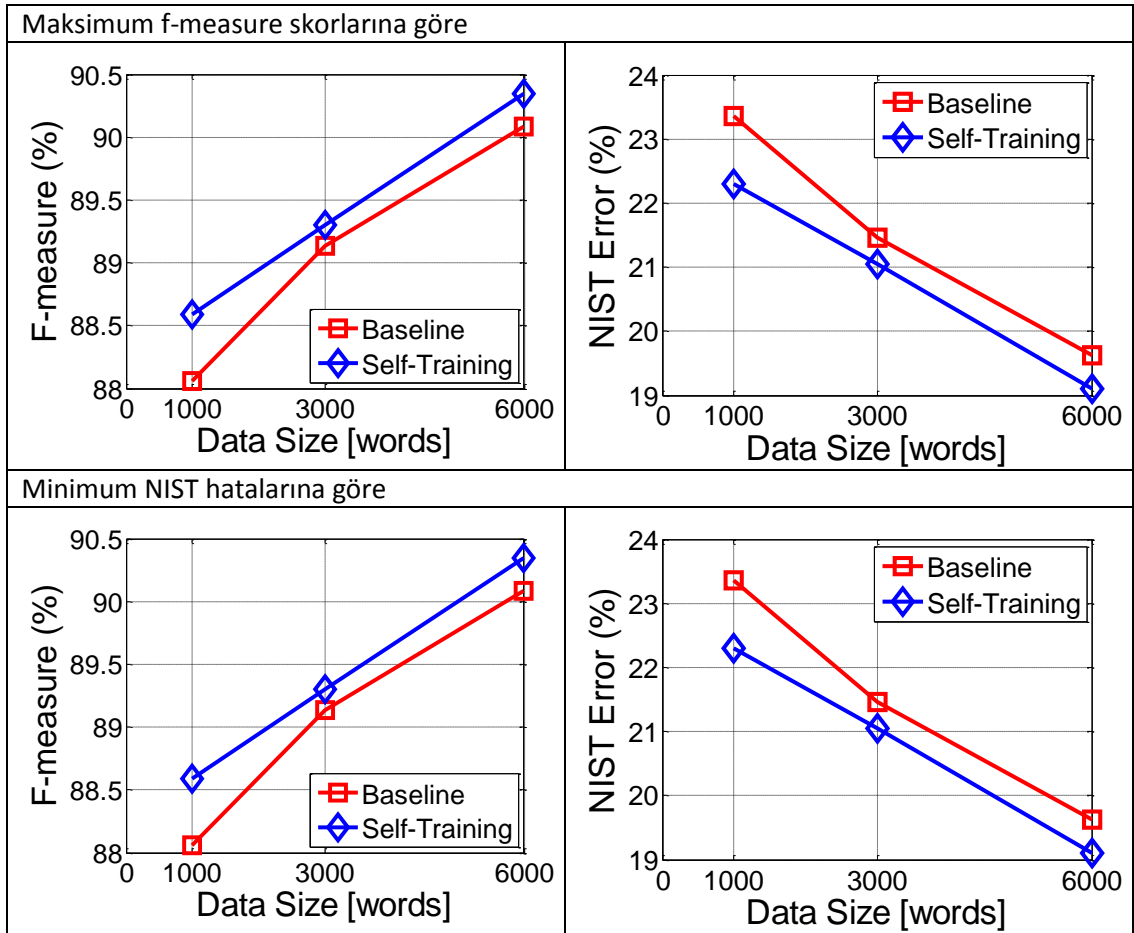 Maksimum f-measure skorlarına göre
90.5
90
89.5
89
88.5
88
F-measure (%)
Baseline
Self-Training
0 1000 3000 6000
Data Size [words]
24
23
22
21
20
19
NIST Error (%)
Baseline
Self-Training
0 1000 3000 6000
Data Size [words]
Minimum NIST hatalarına göre
90.5
90
89.5
89
88.5
88
F-measure (%)
Baseline
Self-Training
0 1000 3000 6000
Data Size [words]
24
23
22
21
20
19
NIST Error (%)
Baseline
Self-Training
0 1000 3000 6000
Data Size [words]